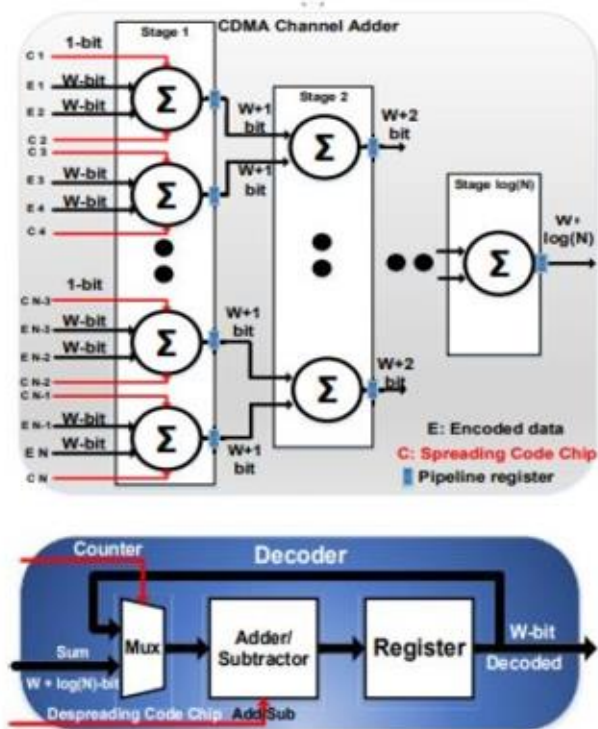 CDMA Channel Adder
Stage 1
1-bit
C 1
E 1 W-bit
E 2 W-bit
C 2
C 3
E 3 W-bit
E 4 W-bit
C 4
Σ
Σ
W+1
bit
W+1
bit
Stage 2
Σ
W+2
bit
Stage log(N)
Σ
W+
log(N)
1-bit
C N-3
E N-3 W-bit
E N-2 W-bit
C N-2
C N-1
E N-1 W-bit
E N W-bit
C N
Σ
Σ
W+1
bit
W+1
bit
Σ
W+2
bit
E: Encoded data
C: Spreading Code Chip
Pipeline register
Counter
Decoder
Mux
Adder/
Subtractor
Register
W-bit
Decoded
Sum
W + log(N)-bit
Despreading Code Chip
Add/Sub